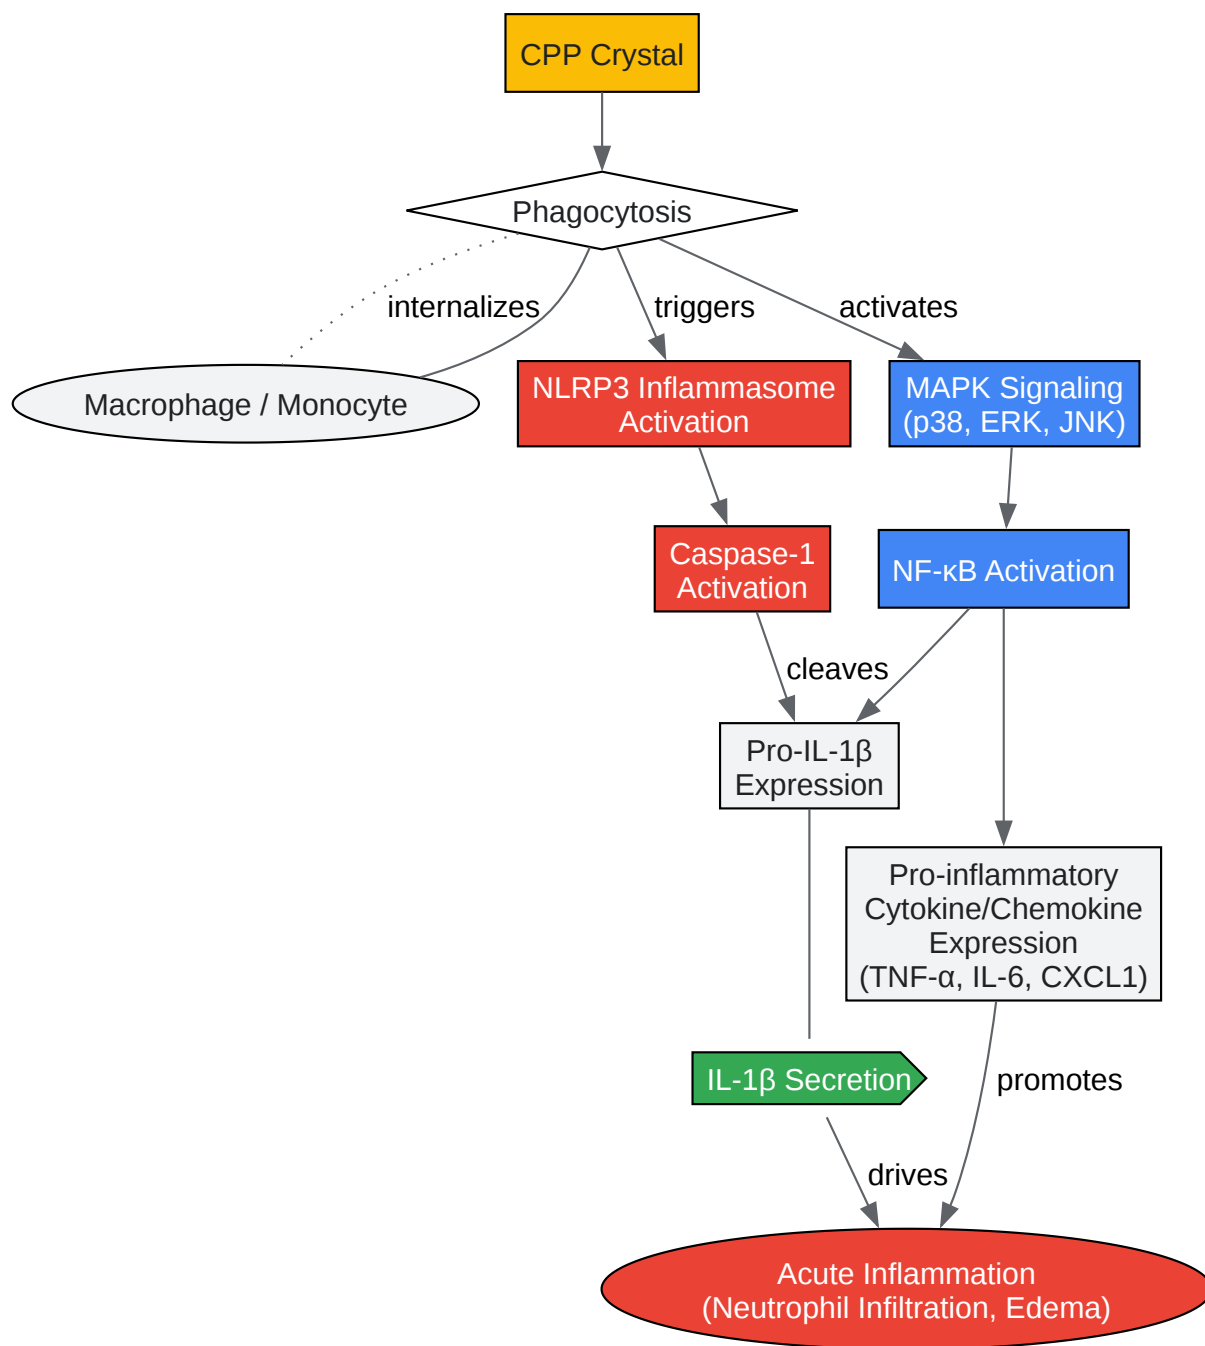 CPP Crystal
Phagocytosis
internalizes
triggers
activates
Macrophage / Monocyte
NLRP3 Inflammasome
Activation
MAPK Signaling
(p38, ERK, JNK)
Caspase-1
Activation
NF-κB Activation
cleaves
Pro-IL-1β
Expression
Pro-inflammatory
Cytokine/Chemokine
Expression
(TNF-α, IL-6, CXCL1)
IL-1β Secretion
promotes
drives
Acute Inflammation
(Neutrophil Infiltration, Edema)